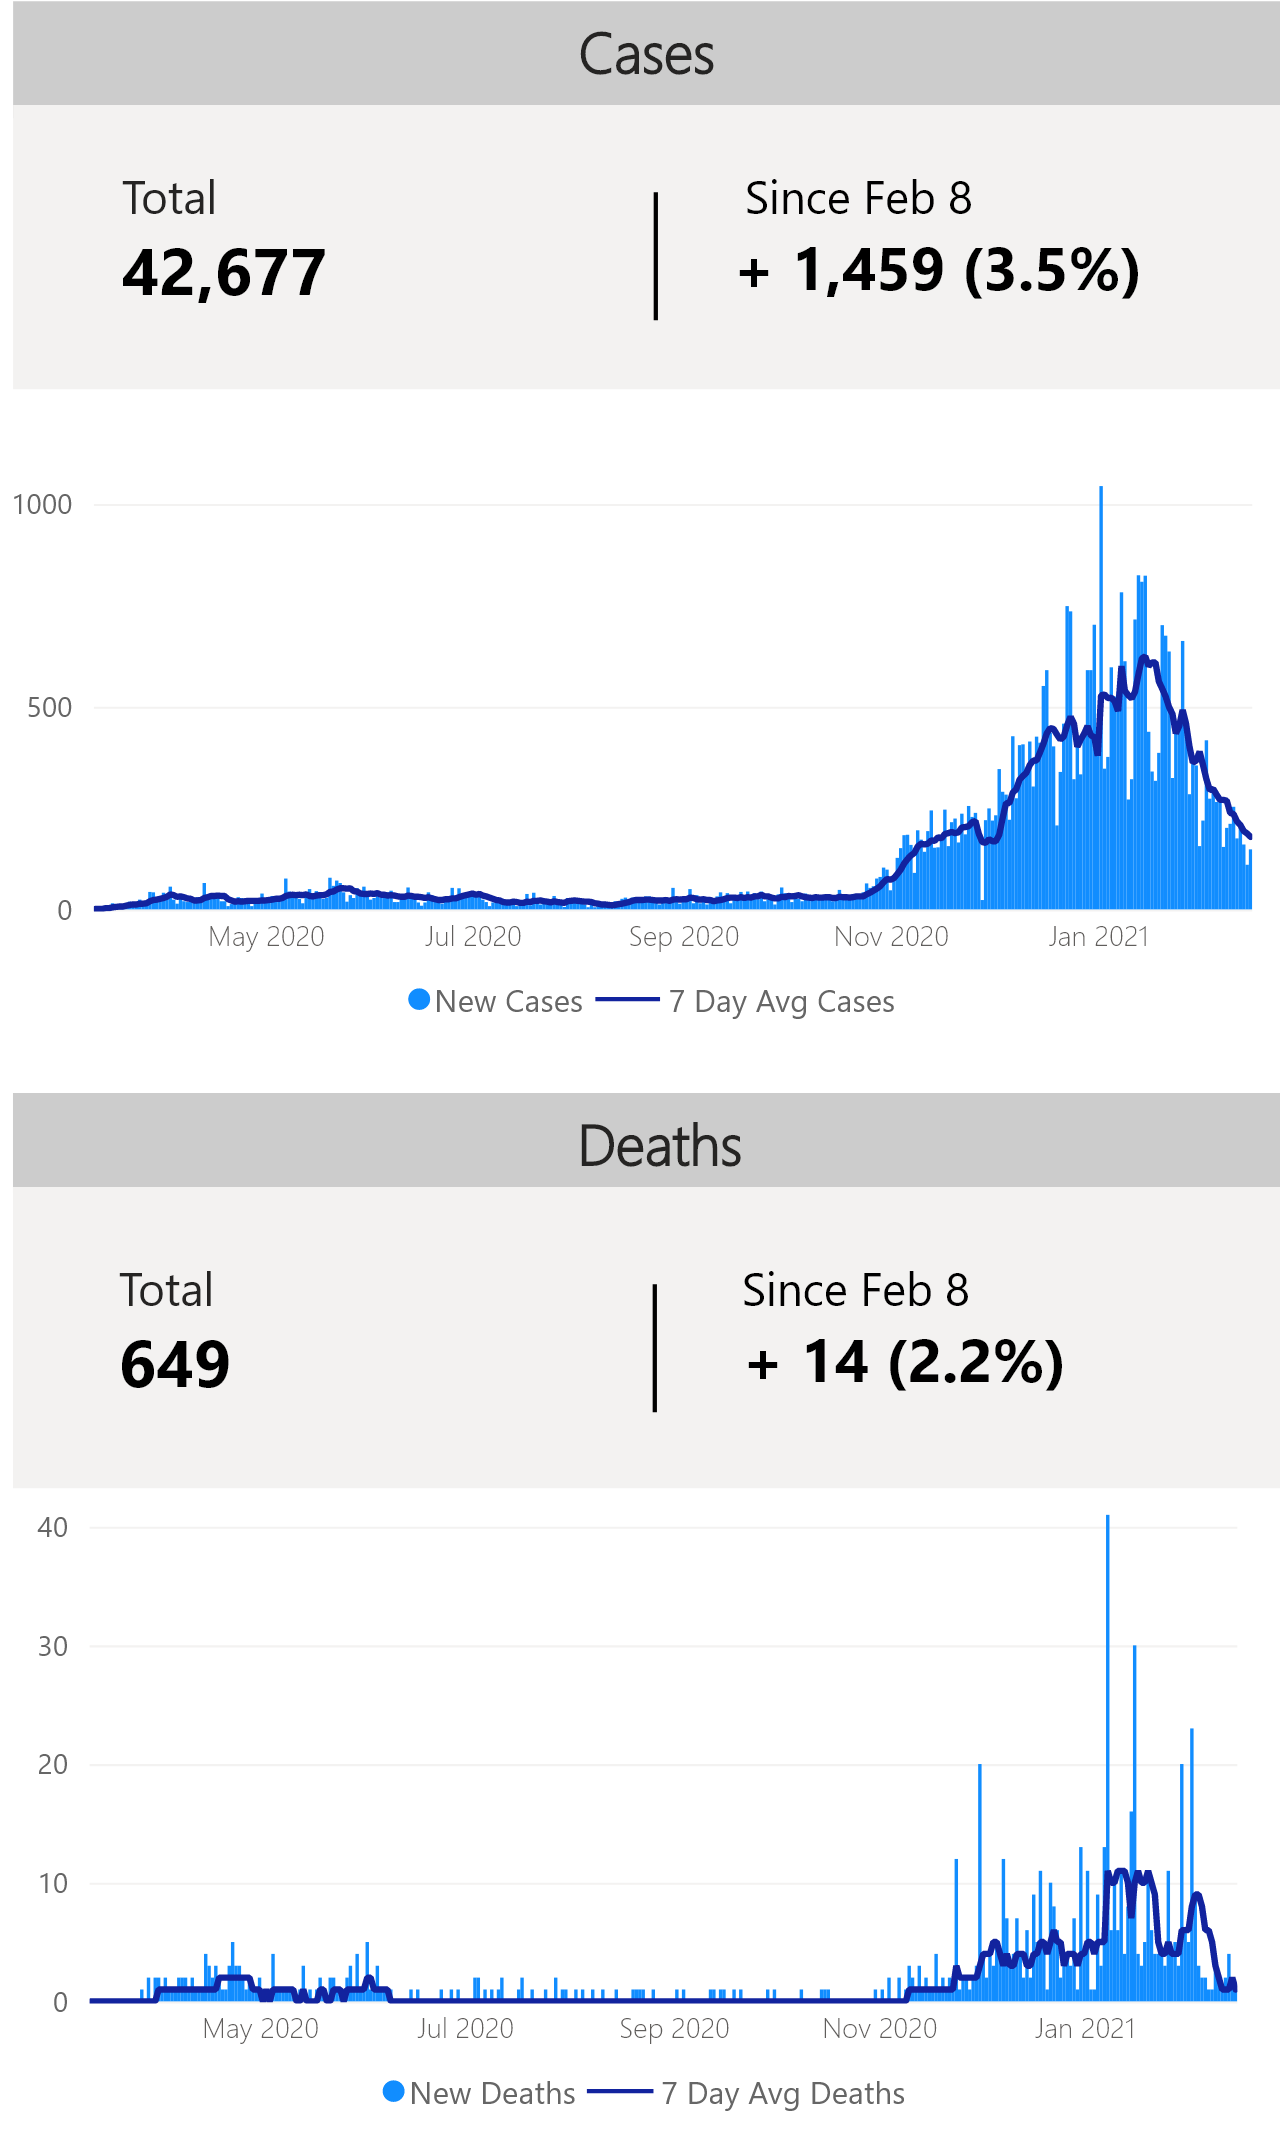 Cases
Total
Since Feb 8
42,677
+ 1,459 (3.5%)
1000
500
0
May 2020
Jul 2020
Sep 2020
Nov 2020
Jan 2021
New Cases
7 Day Avg Cases
Deaths
Total
Since Feb 8
649
+ 14 (2.2%)
40
30
20
10
0
May 2020
Jul 2020
Sep 2020
Nov 2020
Jan 2021
New Deaths
7 Day Avg Deaths